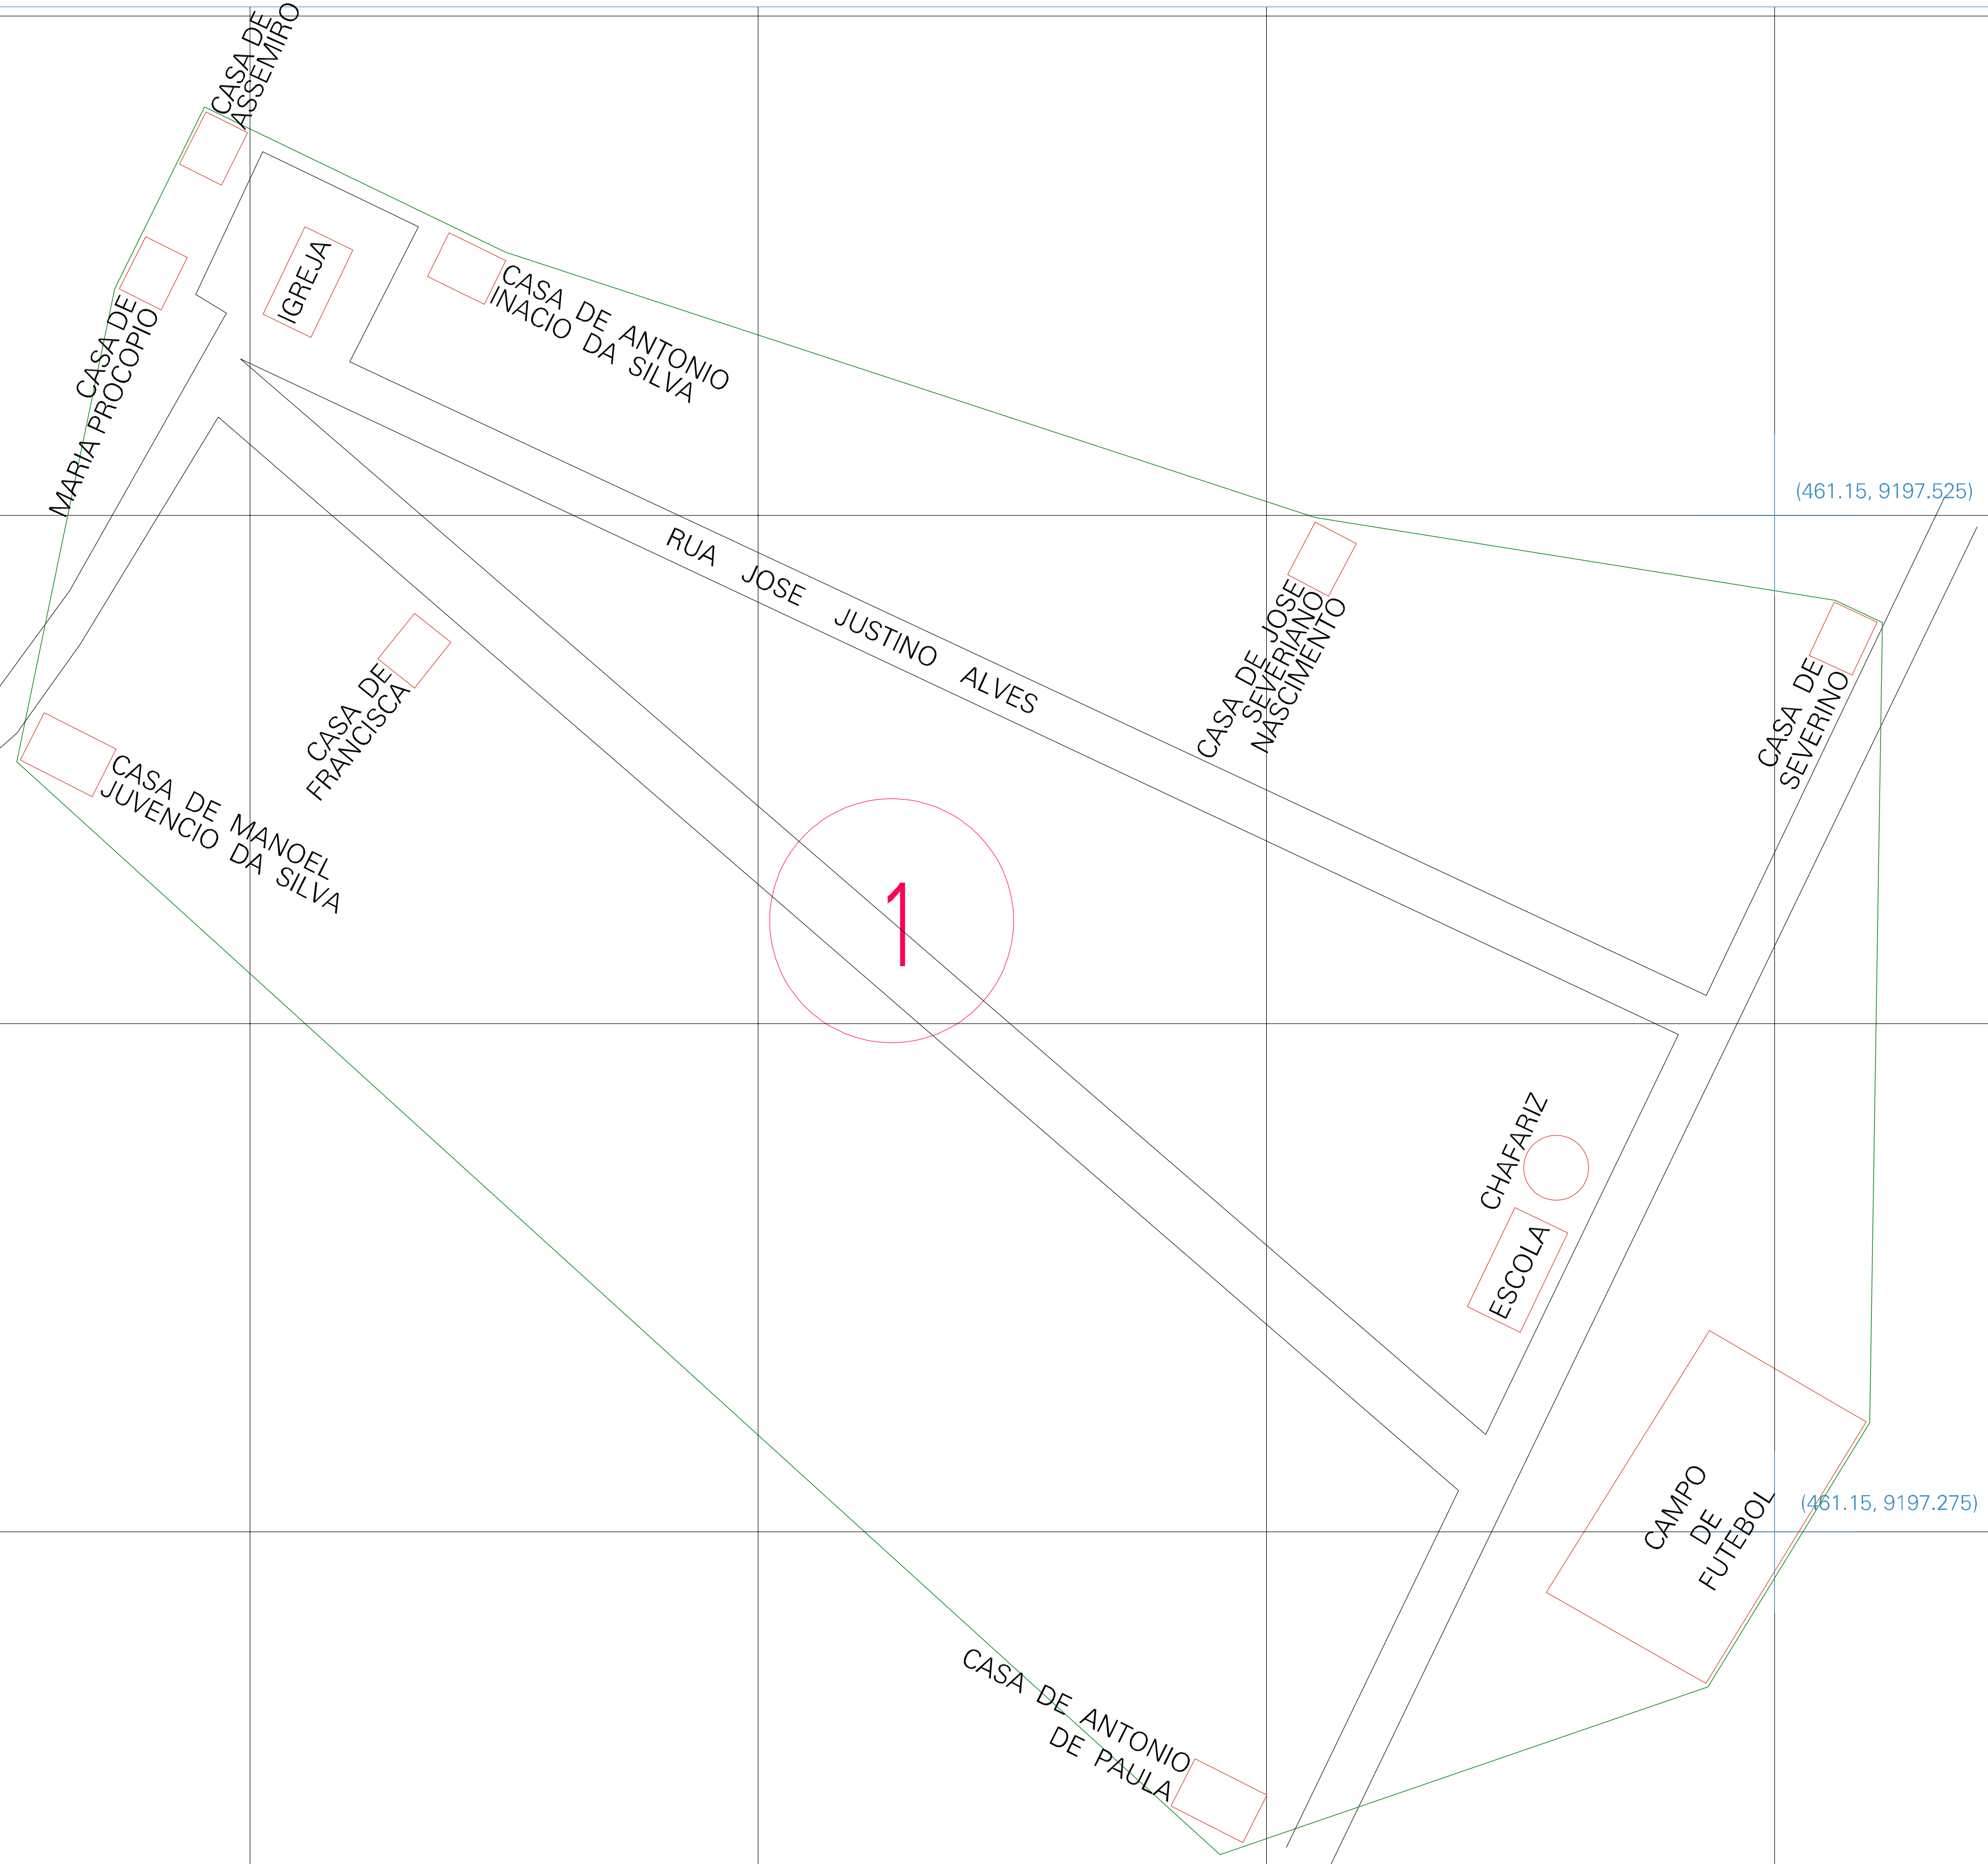 CASA DE
ASSEMIRO
IGREJA
CASA DE ANTONIO
INACIO DA SILVA
CASA DE
MARIA PROCOPIO
(461.15, 9197.525)
RUA JOSE JUSTINO ALVES
CASA DE JOSE
SEVERIANO
NASCIMENTO
CASA DE
SEVERINO
CASA DE
FRANCISCA
CASA DE MANOEL
JUVENCIO DA SILVA
1
CHAFARIZ
ESCOLA
CAMPO
DE
FUTEBOL
(461.15, 9197.275)
CASA DE ANTONIO
DE PAULA